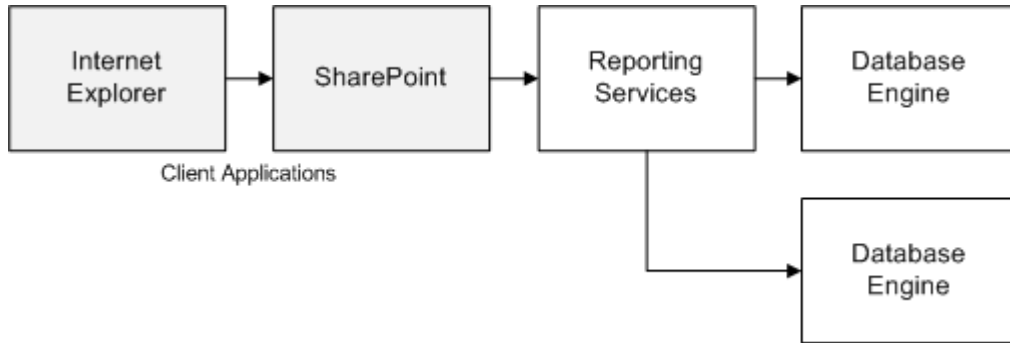 Internet
Explorer
SharePoint
Reporting
Services
Database
Engine
Client Applications
Database
Engine